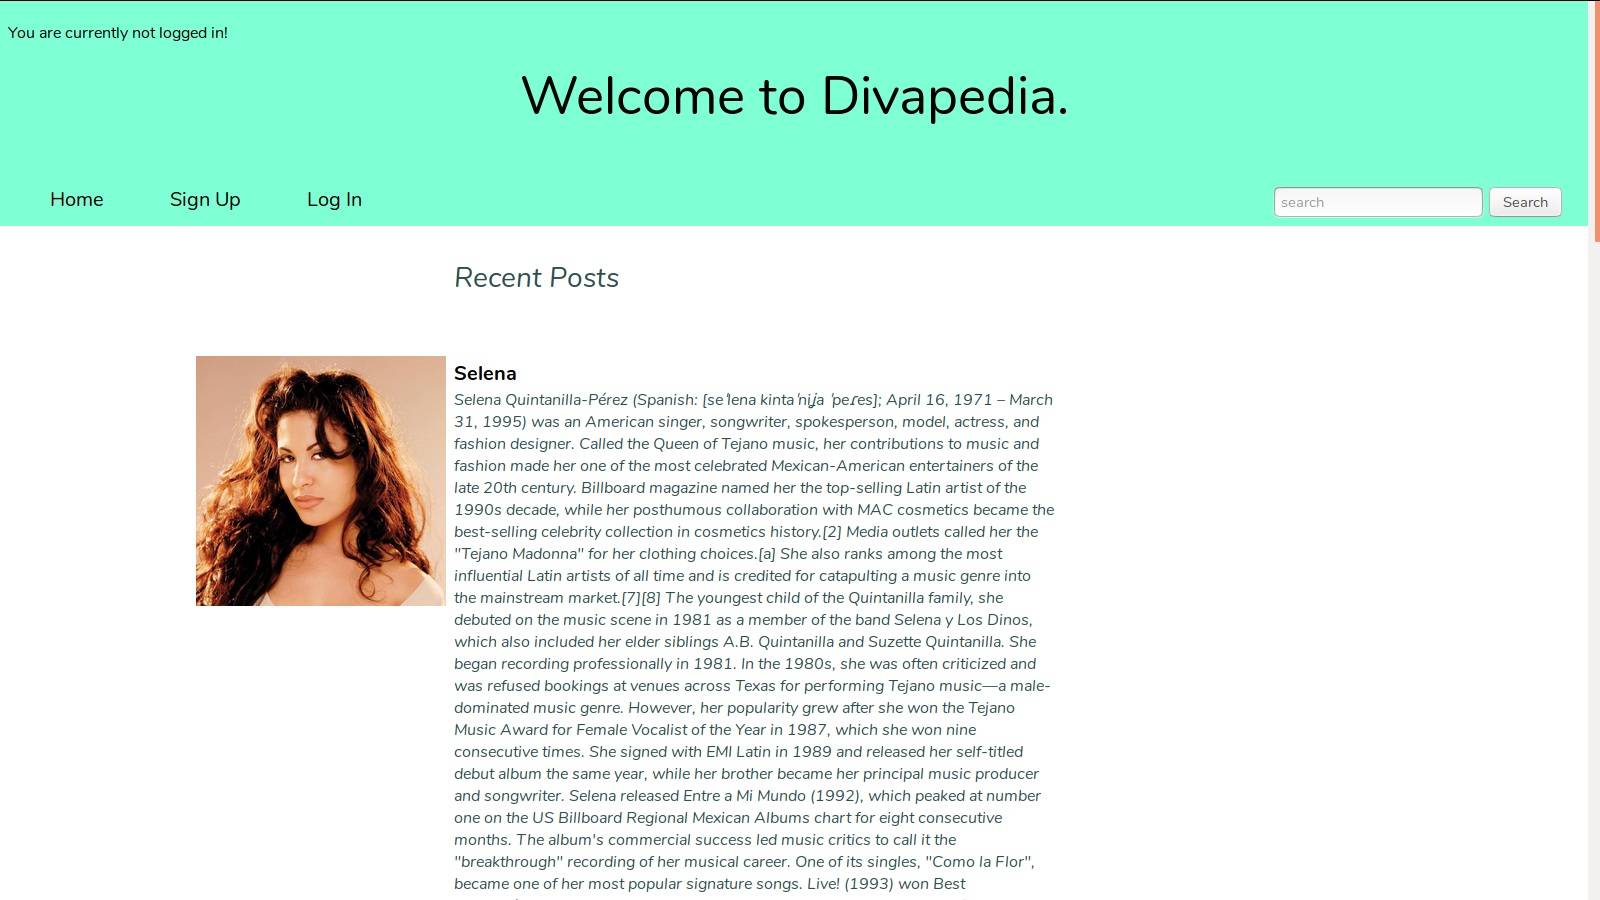 You are currently not logged in!
Welcome to Divapedia.
Home
Sign Up
Log In
search
Search
Recent Posts
Selena
Selena Quintanilla-Pérez (Spanish: [seˈlena kintaˈniʝa ˈpeɾes]; April 16, 1971 – March
31, 1995) was an American singer, songwriter, spokesperson, model, actress, and
fashion designer. Called the Queen of Tejano music, her contributions to music and
fashion made her one of the most celebrated Mexican-American entertainers of the
late 20th century. Billboard magazine named her the top-selling Latin artist of the
1990s decade, while her posthumous collaboration with MAC cosmetics became the
best-selling celebrity collection in cosmetics history.[2] Media outlets called her the
"Tejano Madonna" for her clothing choices.[a] She also ranks among the most
influential Latin artists of all time and is credited for catapulting a music genre into
the mainstream market.[7][8] The youngest child of the Quintanilla family, she
debuted on the music scene in 1981 as a member of the band Selena y Los Dinos,
which also included her elder siblings A.B. Quintanilla and Suzette Quintanilla. She
began recording professionally in 1981. In the 1980s, she was often criticized and
was refused bookings at venues across Texas for performing Tejano music—a male-
dominated music genre. However, her popularity grew after she won the Tejano
Music Award for Female Vocalist of the Year in 1987, which she won nine
consecutive times. She signed with EMI Latin in 1989 and released her self-titled
debut album the same year, while her brother became her principal music producer
and songwriter. Selena released Entre a Mi Mundo (1992), which peaked at number
one on the US Billboard Regional Mexican Albums chart for eight consecutive
months. The album's commercial success led music critics to call it the
"breakthrough" recording of her musical career. One of its singles, "Como la Flor",
became one of her most popular signature songs. Live! (1993) won Best